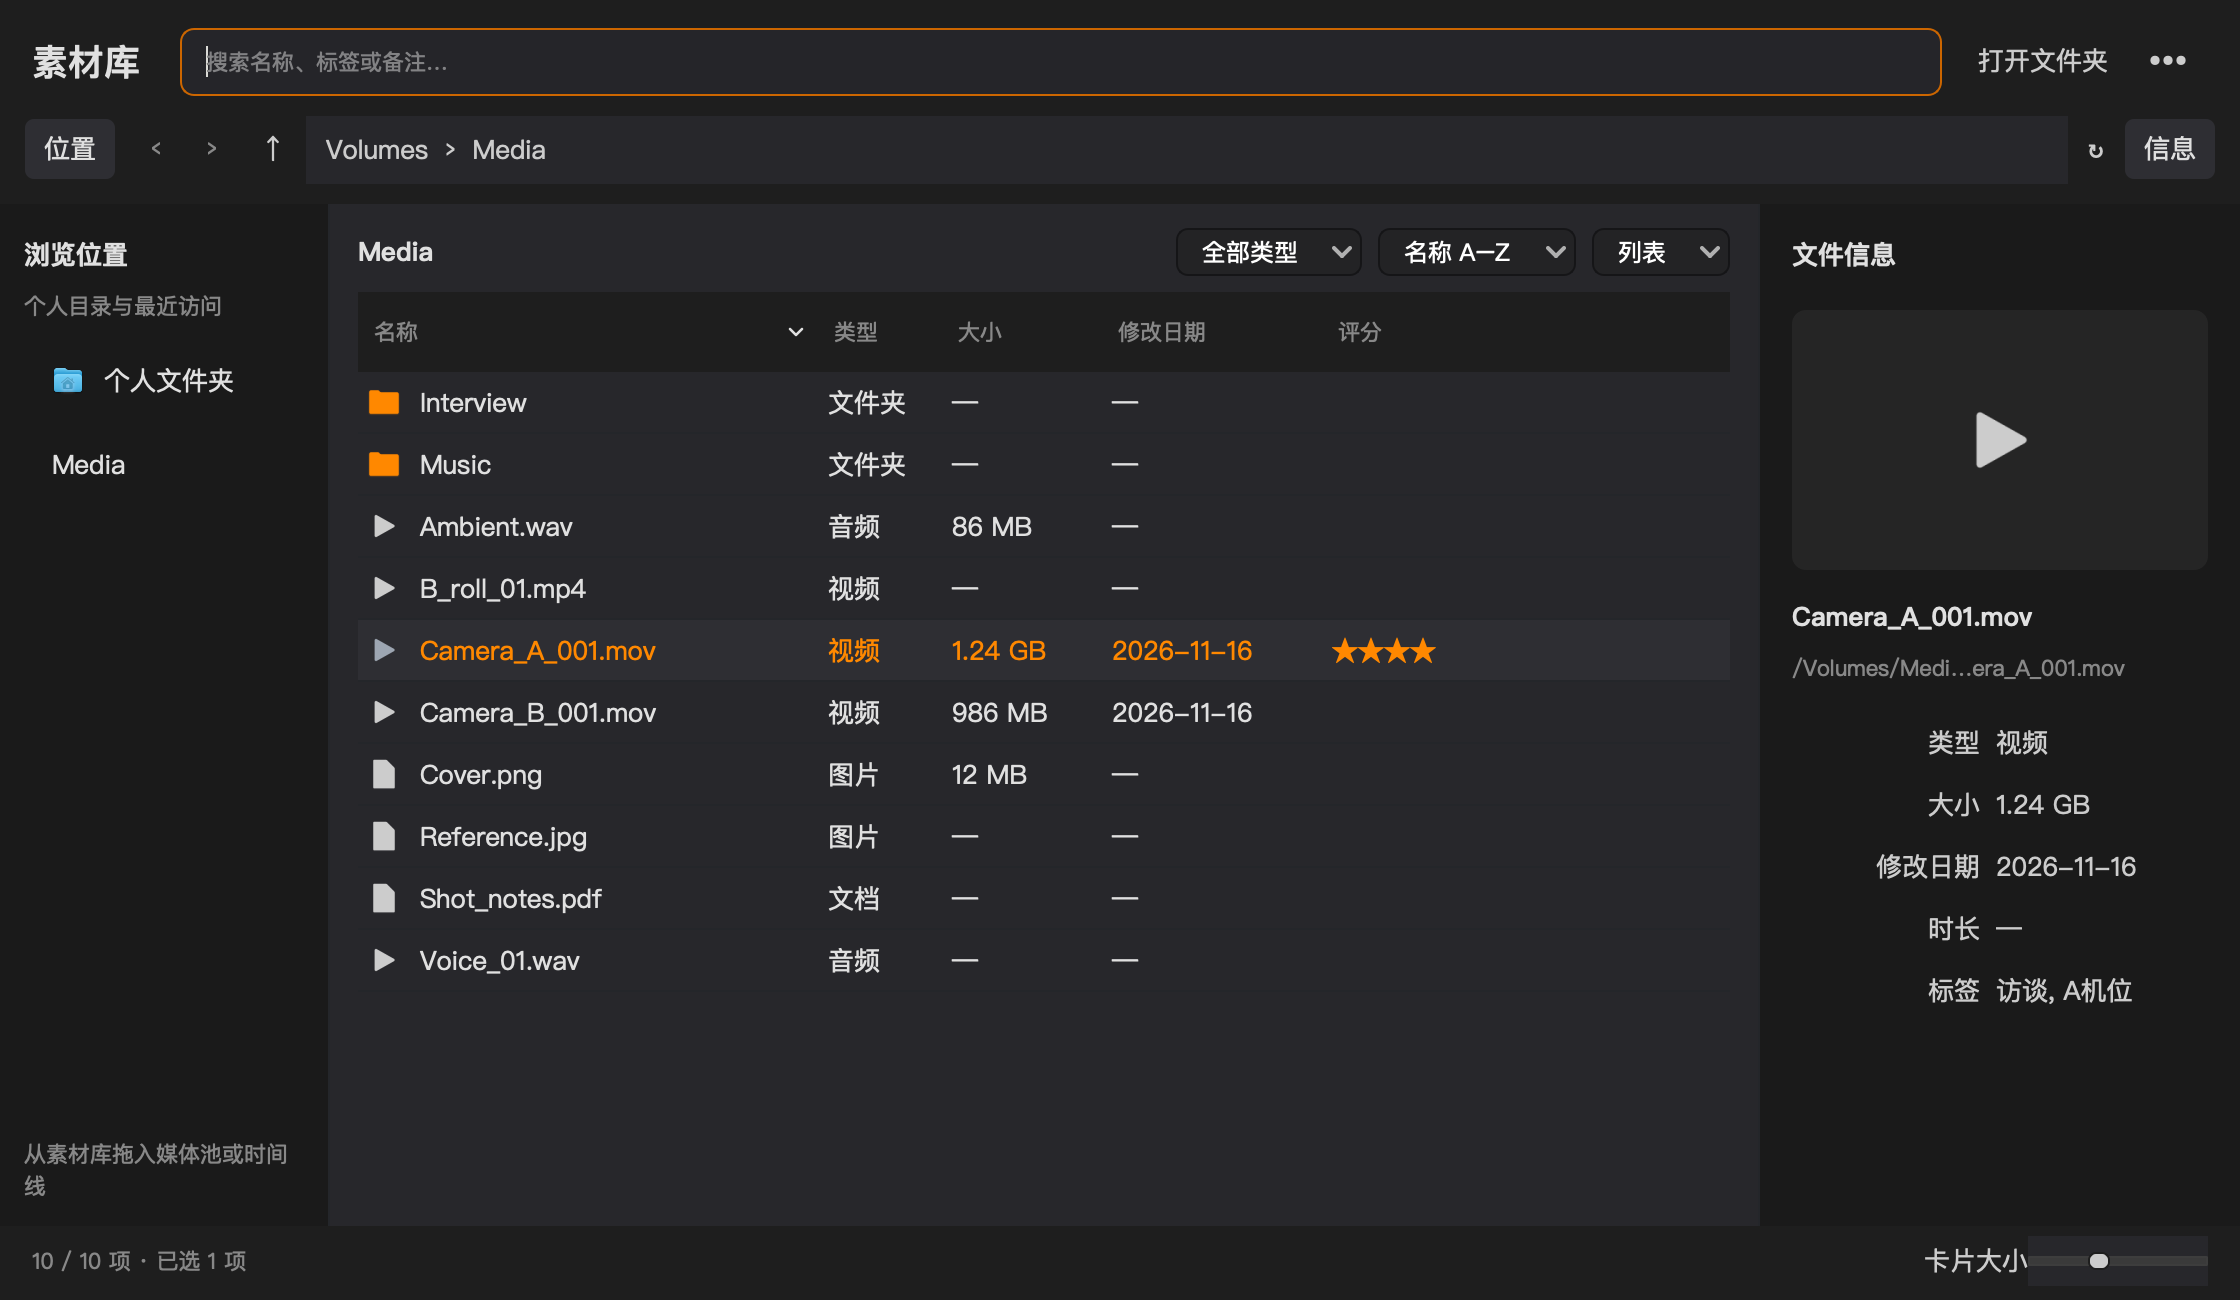 素材库
搜索名称、标签或备注...
打开文件夹 •••
位置 ‹ › ↑ Volumes › Media ↻ 信息
浏览位置
个人目录与最近访问
个人文件夹
Media
从素材库拖入媒体池或时间
线
Media 全部类型 名称 A—Z 列表
名称 类型 大小 修改日期 评分
Interview 文件夹 — —
Music 文件夹 — —
Ambient.wav 音频 86 MB —
B_roll_01.mp4 视频 — —
Camera_A_001.mov 视频 1.24 GB 2026-11-16 ★★★★
Camera_B_001.mov 视频 986 MB 2026-11-16
Cover.png 图片 12 MB —
Reference.jpg 图片 — —
Shot_notes.pdf 文档 — —
Voice_01.wav 音频 — —
文件信息
Camera_A_001.mov
/Volumes/Medi...era_A_001.mov
类型 视频
大小 1.24 GB
修改日期 2026-11-16
时长 —
标签 访谈, A机位
10 / 10 项 · 已选 1 项
卡片大小